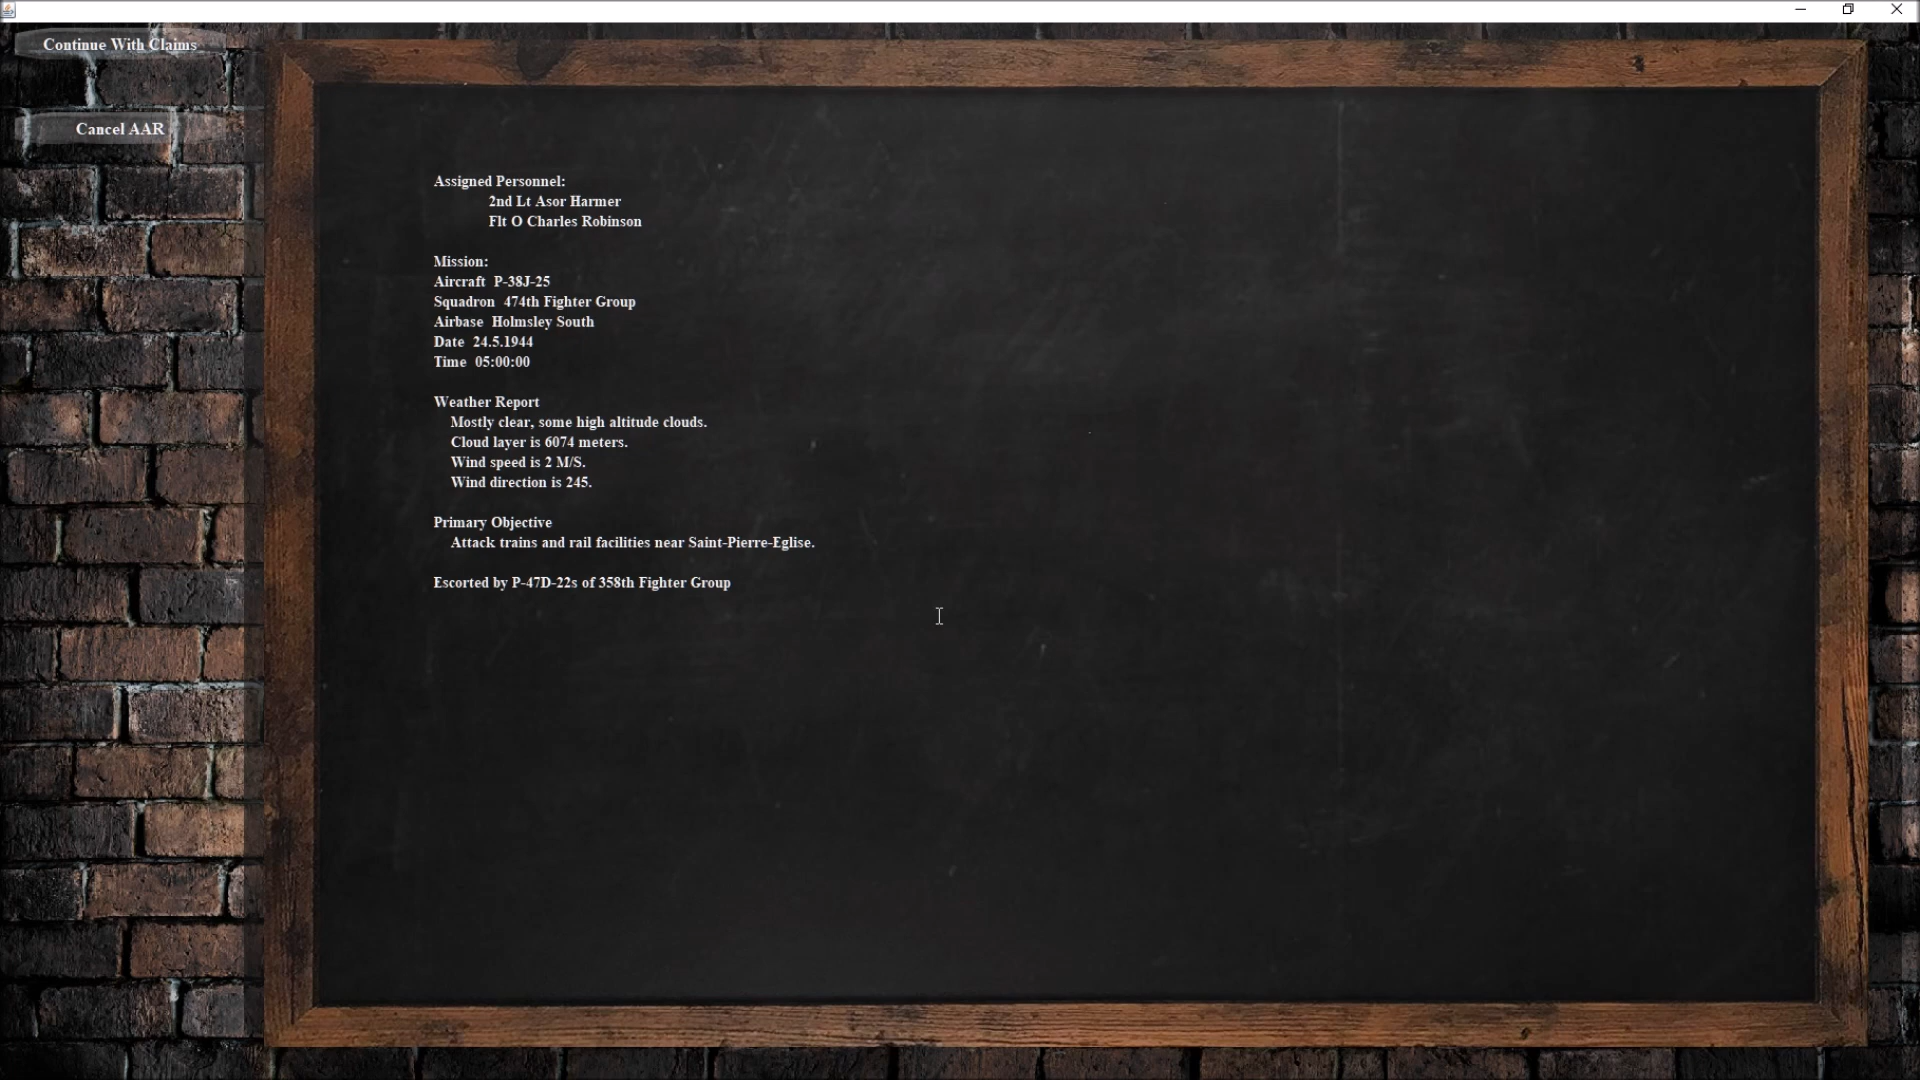 Continue With Claims
Cancel AAR
Assigned Personnel:
2nd Lt Asor Harmer
Flt O Charles Robinson
Mission:
Aircraft P-38J-25
Squadron 474th Fighter Group
Airbase Holmsley South
Date 24.5.1944
Time 05:00:00
Weather Report
Mostly clear, some high altitude clouds.
Cloud layer is 6074 meters.
Wind speed is 2 M/S.
Wind direction is 245.
Primary Objective
Attack trains and rail facilities near Saint-Pierre-Eglise.
Escorted by P-47D-22s of 358th Fighter Group